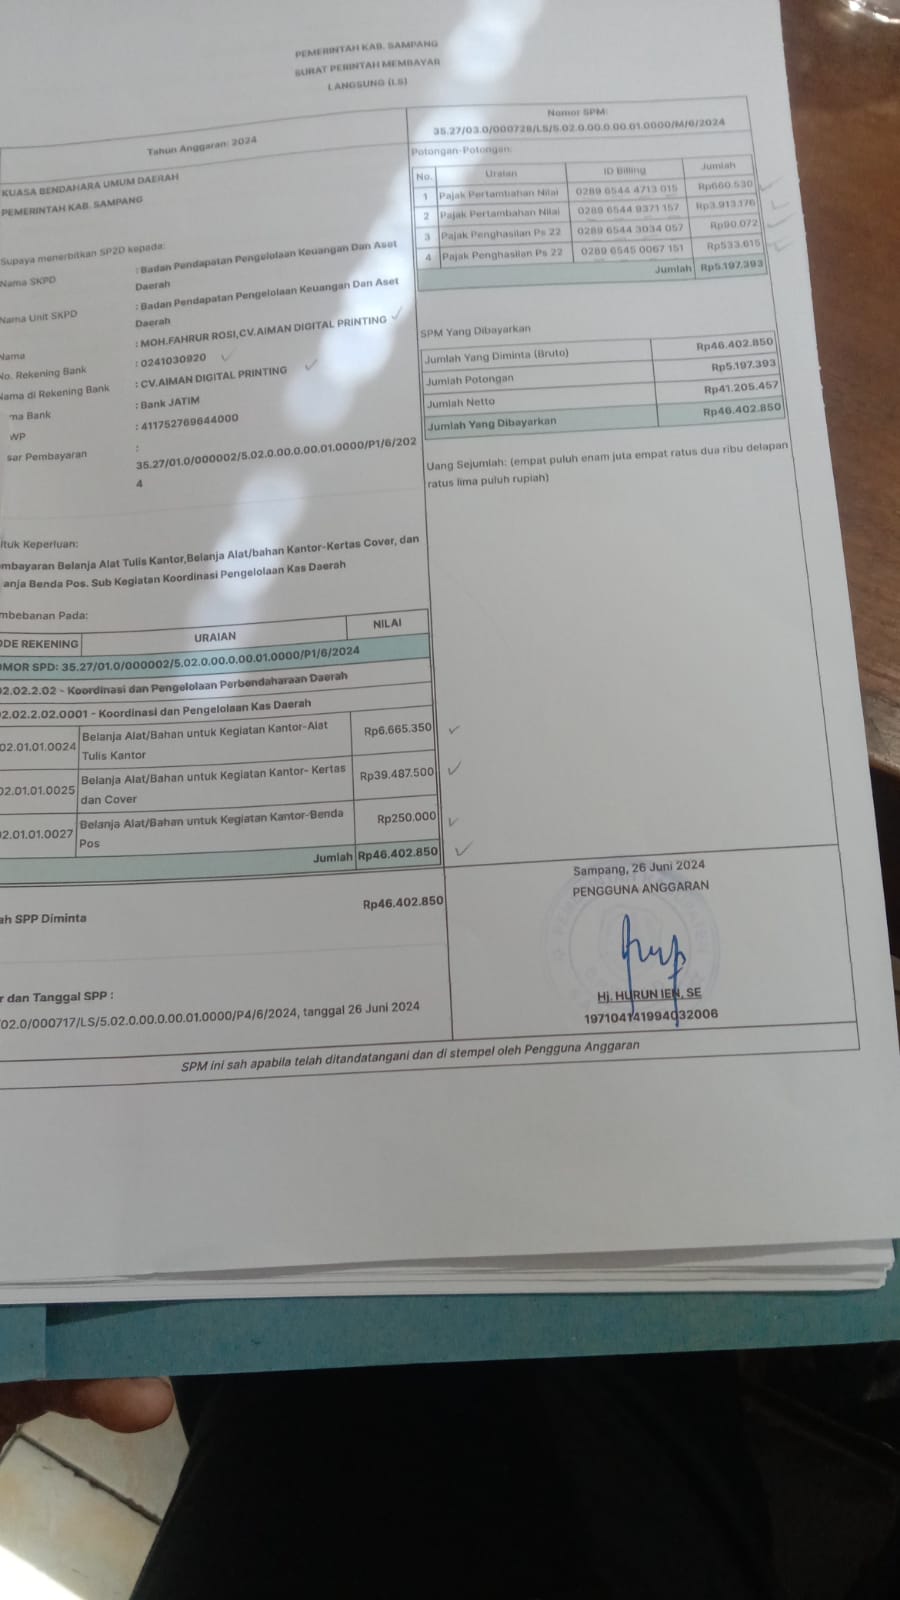 PEMERINTAH KAB. SAMPANG
SURAT PERINTAH MEMBAYAR
LANGSUNG (LS)
Tahun Anggaran: 2024
Nomor SPM:
35.27/03.0/000728/LS/5.02.0.00.0.00.01.0000/M/6/2024
KUASA BENDAHARA UMUM DAERAH
PEMERINTAH KAB. SAMPANG
Supaya menerbitkan SP2D kepada:
Nama SKPD : Badan Pendapatan Pengelolaan Keuangan Dan Aset
Daerah
Nama Unit SKPD : Badan Pendapatan Pengelolaan Keuangan Dan Aset
Daerah
Nama : MOH.FAHRUR ROSI,CV.AIMAN DIGITAL PRINTING
No. Rekening Bank : 0241030920
Nama di Rekening Bank : CV.AIMAN DIGITAL PRINTING
ma Bank : Bank JATIM
WP : 411752769644000
sar Pembayaran :
35.27/01.0/000002/5.02.0.00.0.00.01.0000/P1/6/202
4
tuk Keperluan:
mbayaran Belanja Alat Tulis Kantor,Belanja Alat/bahan Kantor-Kertas Cover, dan
anja Benda Pos. Sub Kegiatan Koordinasi Pengelolaan Kas Daerah
mbebanan Pada:
ODE REKENING URAIAN NILAI
OMOR SPD: 35.27/01.0/000002/5.02.0.00.0.00.01.0000/P1/6/2024
02.02.2.02 - Koordinasi dan Pengelolaan Perbendaharaan Daerah
02.02.2.02.0001 - Koordinasi dan Pengelolaan Kas Daerah
02.01.01.0024 Belanja Alat/Bahan untuk Kegiatan Kantor-Alat Rp6.665.350
Tulis Kantor
02.01.01.0025 Belanja Alat/Bahan untuk Kegiatan Kantor- Kertas Rp39.487.500
dan Cover
02.01.01.0027 Belanja Alat/Bahan untuk Kegiatan Kantor-Benda Rp250.000
Pos
Jumlah Rp46.402.850
ah SPP Diminta Rp46.402.850
r dan Tanggal SPP :
/02.0/000717/LS/5.02.0.00.0.00.01.0000/P4/6/2024, tanggal 26 Juni 2024
Potongan-Potongan:
No. Uraian ID Billing Jumlah
1 Pajak Pertambahan Nilai 0289 6544 4713 015 Rp660.530
2 Pajak Pertambahan Nilai 0289 6544 9371 157 Rp3.913.176
3 Pajak Penghasilan Ps 22 0286 6544 3034 057 Rp90.072
4 Pajak Penghasilan Ps 22 0289 6545 0067 151 Rp533.615
Jumlah Rp5.197.393
SPM Yang Dibayarkan
Jumlah Yang Diminta (Bruto) Rp46.402.850
Jumlah Potongan Rp5.197.393
Jumlah Netto Rp41.205.457
Jumlah Yang Dibayarkan Rp46.402.850
Uang Sejumlah: (empat puluh enam juta empat ratus dua ribu delapan
ratus lima puluh rupiah)
Sampang, 26 Juni 2024
PENGGUNA ANGGARAN
Hj. HURUN IEN, SE
197104141994032006
SPM ini sah apabila telah ditandatangani dan di stempel oleh Pengguna Anggaran